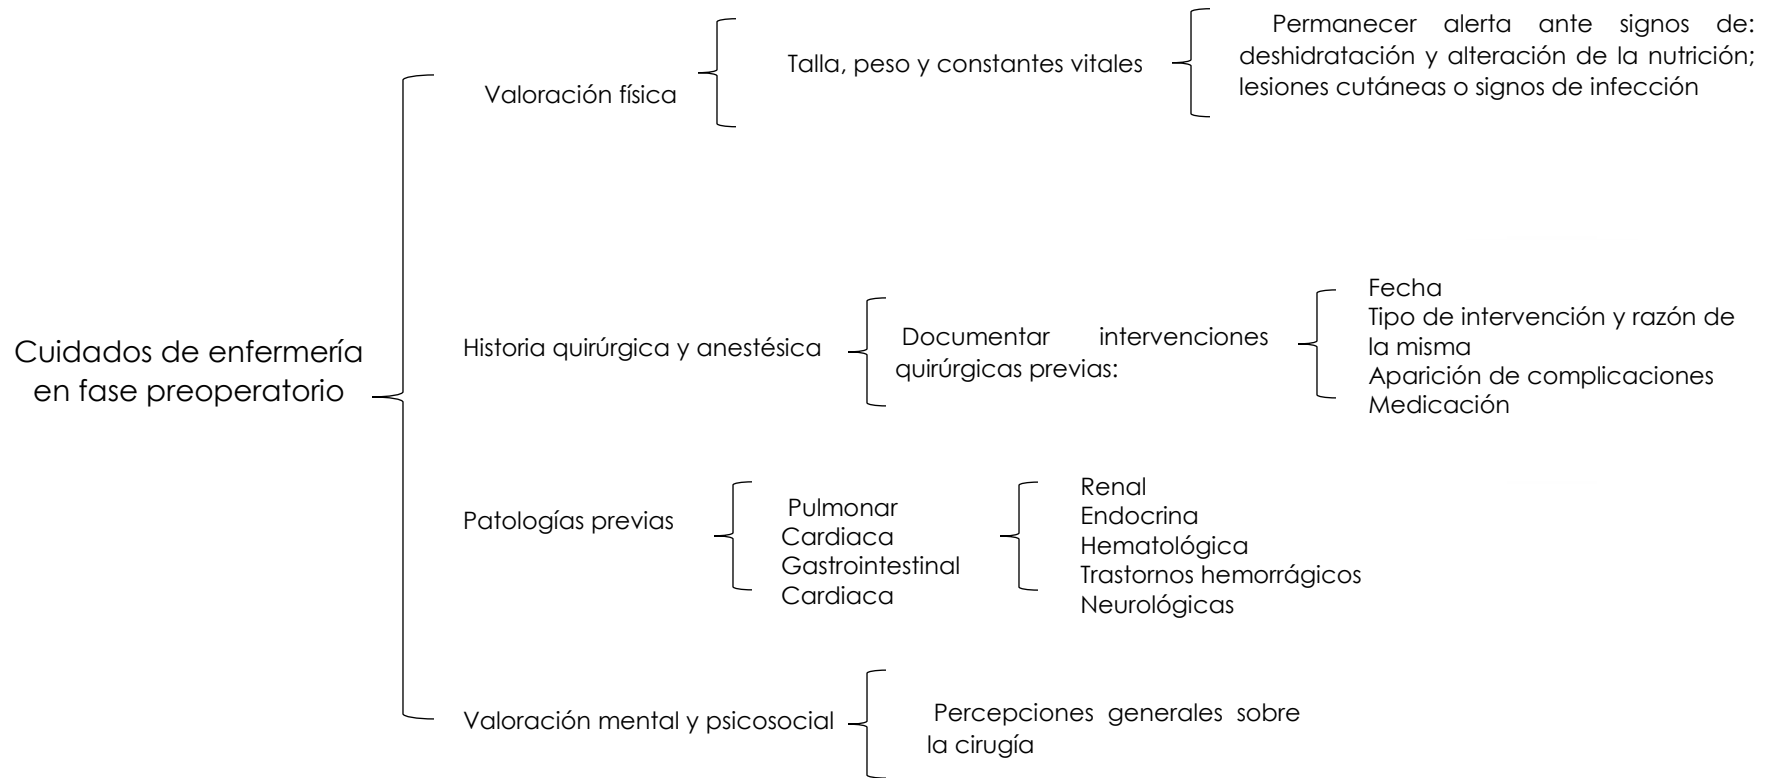 Cuidados de enfermería
en fase preoperatorio
Valoración física
Talla, peso y constantes vitales
Permanecer alerta ante signos de:
deshidratación y alteración de la nutrición;
lesiones cutáneas o signos de infección
Historia quirúrgica y anestésica
Documentar intervenciones
quirúrgicas previas:
Fecha
Tipo de intervención y razón de
la misma
Aparición de complicaciones
Medicación
Patologías previas
Pulmonar
Cardiaca
Gastrointestinal
Cardiaca
Renal
Endocrina
Hematológica
Trastornos hemorrágicos
Neurológicas
Valoración mental y psicosocial
Percepciones generales sobre
la cirugía